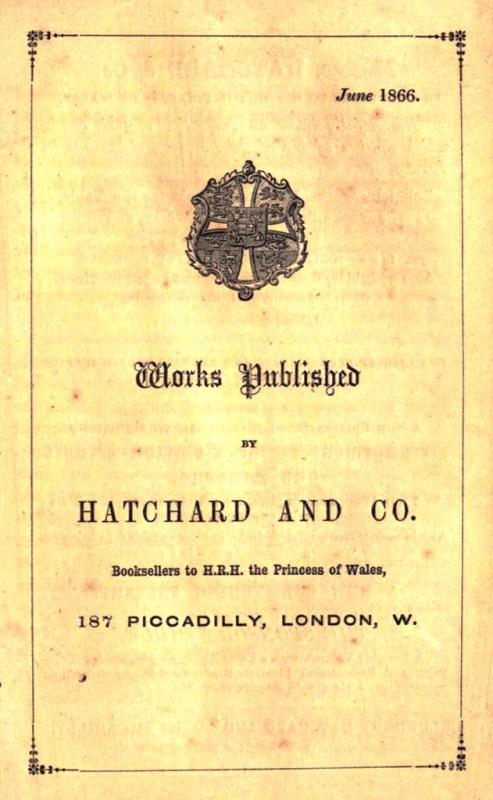 June 1866.
Works Published
BY
HATCHARD AND CO.
Booksellers to H.R.H. the Princess of Wales,
187 PICCADILLY, LONDON, W.